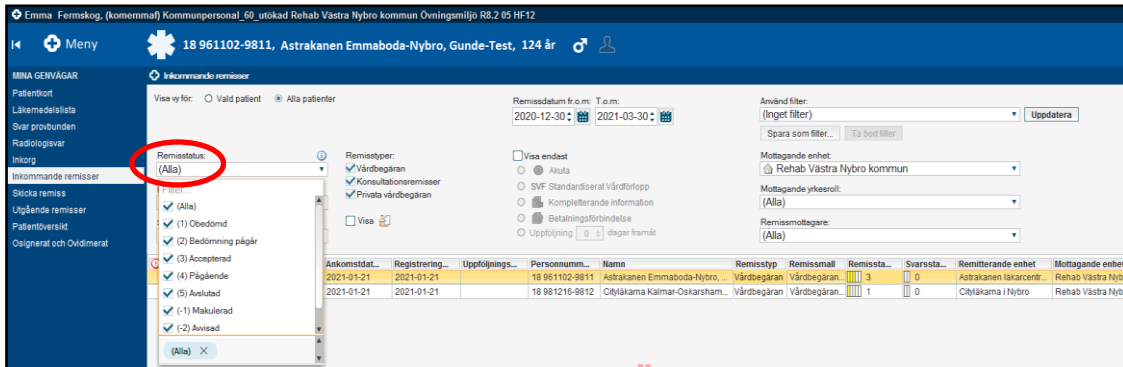 Emma Fermskog, (komemmaf) Kommunpersonal_60_utökad Rehab Västra Nybro kommun Övningsmiljö R8.2 05 HF12
Meny
18 961102-9811, Astrakanen Emmaboda-Nybro, Gunde-Test, 124 år
MINA GENVÄGAR
Patientkort
Läkemedelslista
Svar provbunden
Radiologisvar
Inkorg
Inkommande remisser
Skicka remiss
Utgående remisser
Patientöversikt
Osignerat och Ovidimerat
Inkommande remisser
Visa vy för: Vald patient Alla patienter
Remissdatum fr.o.m: T.o.m:
2020-12-30 2021-03-30
Använd filter:
(Inget filter) Uppdatera
Spara som filter... Ta bort filter
Remisstatus:
(Alla)
Filter...
(Alla)
(1) Obedömd
(2) Bedömning pågår
(3) Accepterad
(4) Pågående
(5) Avslutad
(-1) Makulerad
(-2) Avvisad
(Alla) X
Remisstyper:
Vårdbegäran
Konsultationsremisser
Privata vårdbegäran
Visa
Visa endast
Akuta
SVF Standardiserat Vårdförlopp
Kompletterande information
Betalningsförbindelse
Uppföljning 0 dagar framåt
Mottagande enhet:
Rehab Västra Nybro kommun
Mottagande yrkesroll:
(Alla)
Remissmottagare:
(Alla)
Ankomstdat... Registrering... Uppföljnings... Personnumm... Namn Remisstyp Remissmall Remissta... Svarssta... Remitterande enhet Mottagande enhet
2021-01-21 2021-01-21 18 961102-9811 Astrakanen Emmaboda-Nybro, ... Vårdbegäran Vårdbegäran... 3 0 Astrakanen läkarcentr... Rehab Västra Nyb
2021-01-21 2021-01-21 18 981216-9812 Cityläkarna Kalmar-Oskarsham... Vårdbegäran Vårdbegäran... 1 0 Cityläkarna i Nybro Rehab Västra Nyb